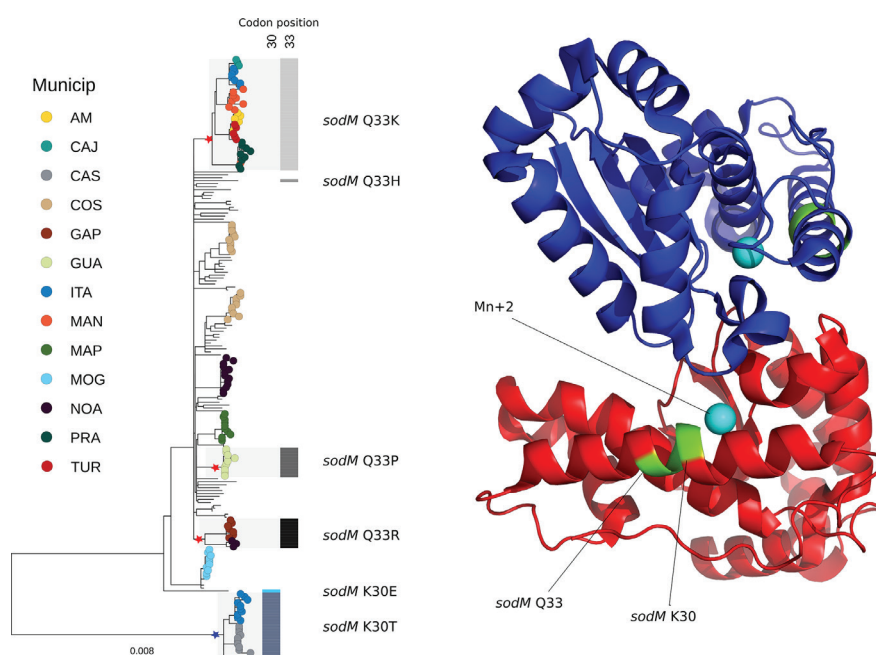 Codon position
30
33
Municip
AM
CAJ
CAS
COS
GAP
GUA
ITA
MAN
MAP
MOG
NOA
PRA
TUR
sodM Q33K
sodM Q33H
sodM Q33P
sodM Q33R
sodM K30E
sodM K30T
0.008
Mn+2
sodM Q33
sodM K30